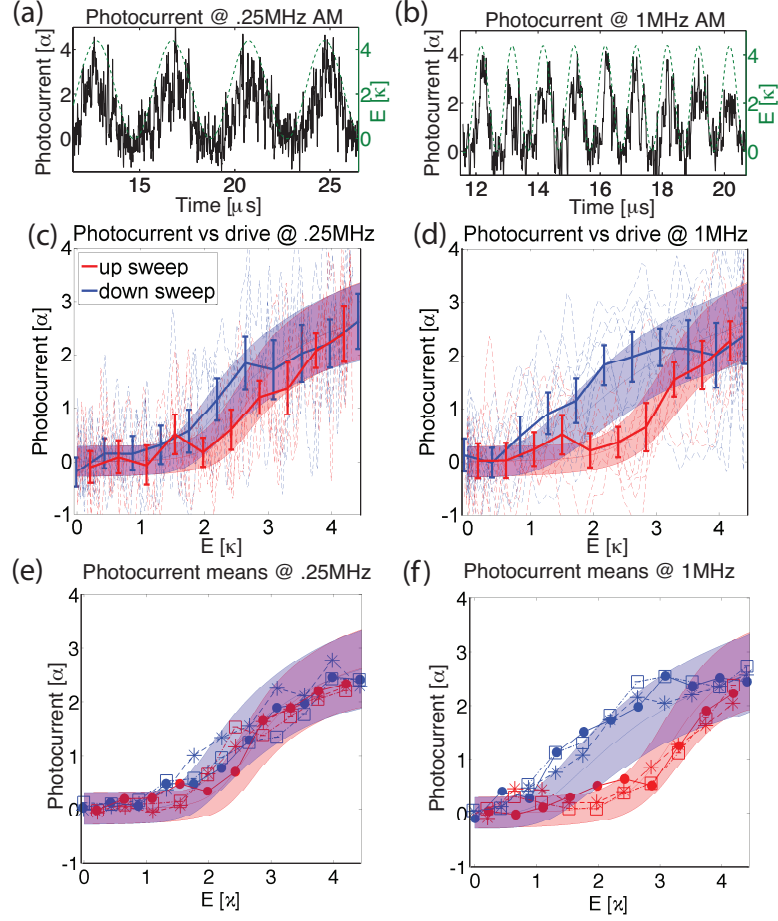 (a) Photocurrent @ .25MHz AM
Photocurrent [α]
4
2
0
4
2
0
E [κ]
15 20 25
Time [μs]
(b) Photocurrent @ 1MHz AM
Photocurrent [α]
4
2
0
4
2
0
E [κ]
12 14 16 18 20
Time [μs]
(c) Photocurrent vs drive @ .25MHz
up sweep
down sweep
Photocurrent [α]
4
3
2
1
0
-1
0 1 2 3 4
E [κ]
(d) Photocurrent vs drive @ 1MHz
Photocurrent [α]
4
3
2
1
0
-1
0 1 2 3 4
E [κ]
(e) Photocurrent means @ .25MHz
Photocurrent [α]
4
3
2
1
0
-1
0 1 2 3 4
E [ϰ]
(f) Photocurrent means @ 1MHz
Photocurrent [α]
4
3
2
1
0
-1
0 1 2 3 4
E [ϰ]